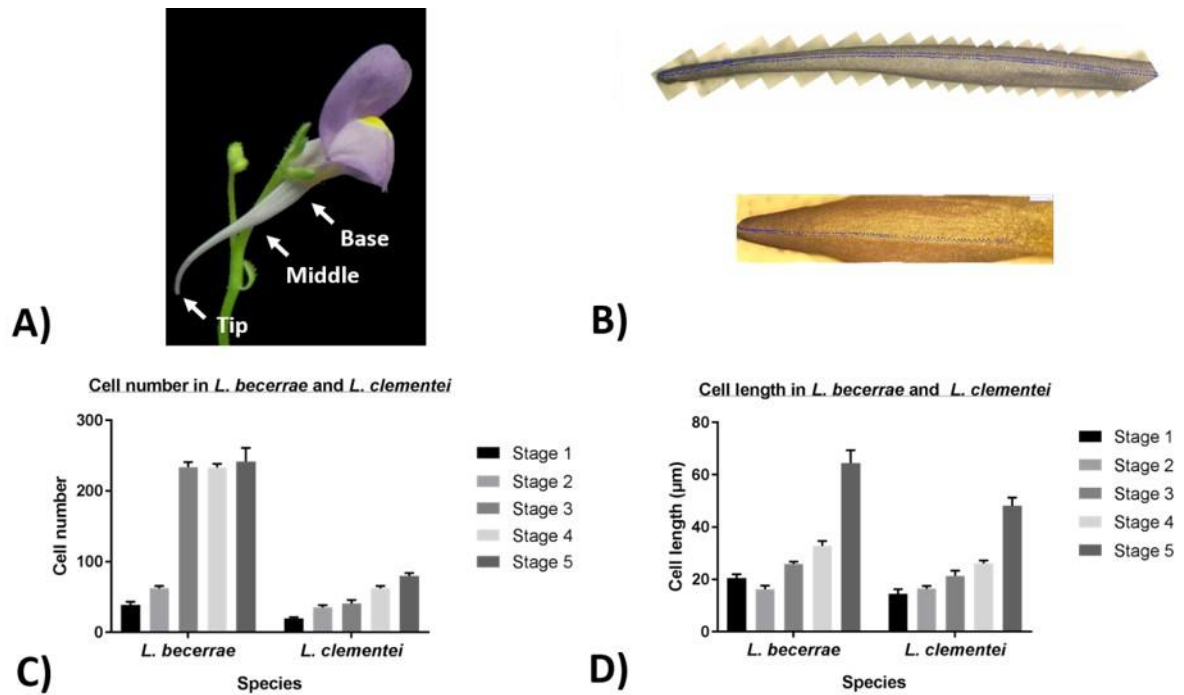 Base
Middle
Tip
A)
B)
Cell number in L. becerrae and L. clementei
Cell number
300
200
100
0
L. becerrae
L. clementei
Species
Stage 1
Stage 2
Stage 3
Stage 4
Stage 5
C)
Cell length in L. becerrae and L. clementei
Cell length (µm)
80
60
40
20
0
L. becerrae
L. clementei
Species
Stage 1
Stage 2
Stage 3
Stage 4
Stage 5
D)